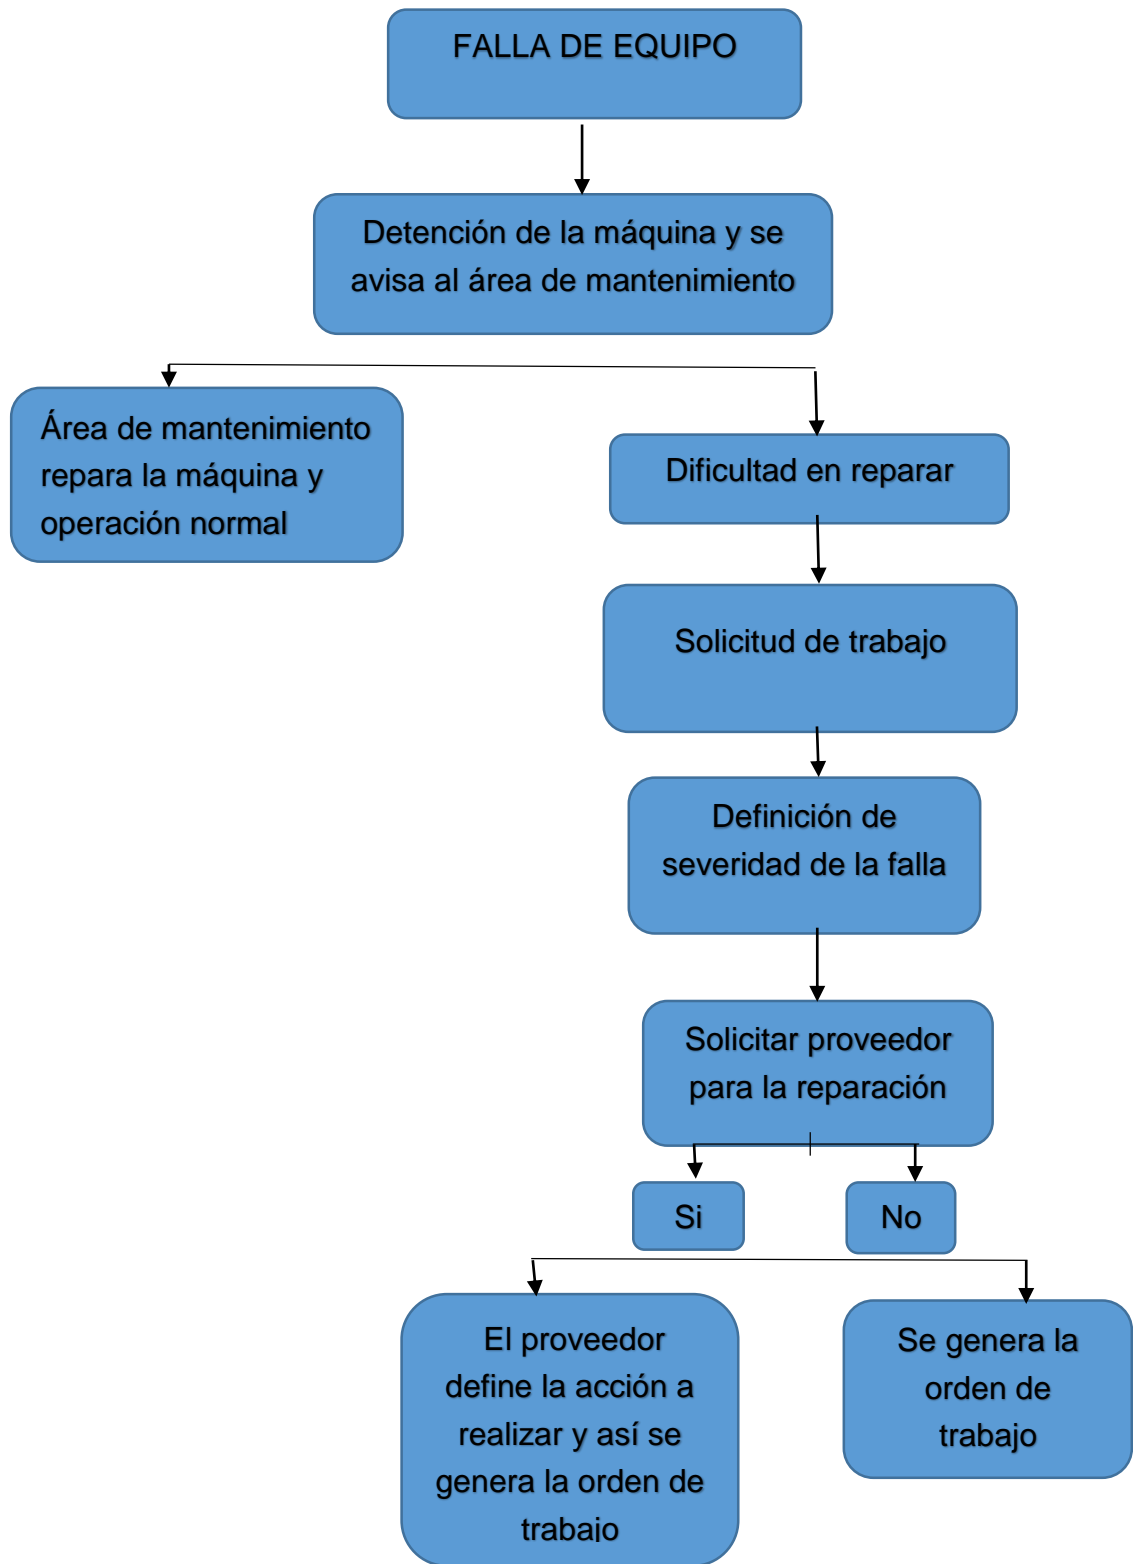 FALLA DE EQUIPO
Detención de la máquina y se
avisa al área de mantenimiento
Área de mantenimiento
repara la máquina y
operación normal
Dificultad en reparar
Solicitud de trabajo
Definición de
severidad de la falla
Solicitar proveedor
para la reparación
Si
No
El proveedor
define la acción a
realizar y así se
genera la orden de
trabajo
Se genera la
orden de
trabajo